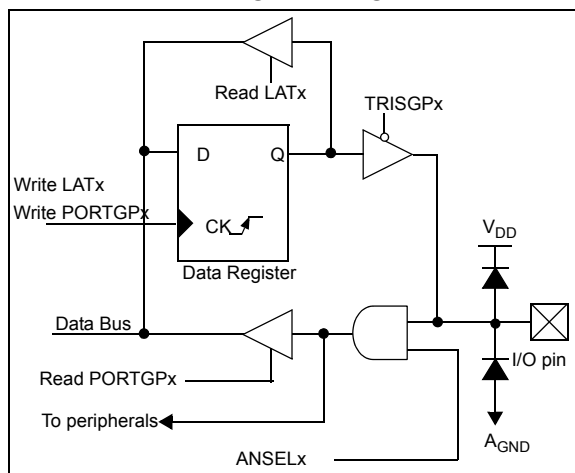 Read LATx
TRISGPx
D Q
Write LATx
Write PORTGPx
CK
Data Register
VDD
Data Bus
I/O pin
Read PORTGPx
To peripherals
AGND
ANSELx